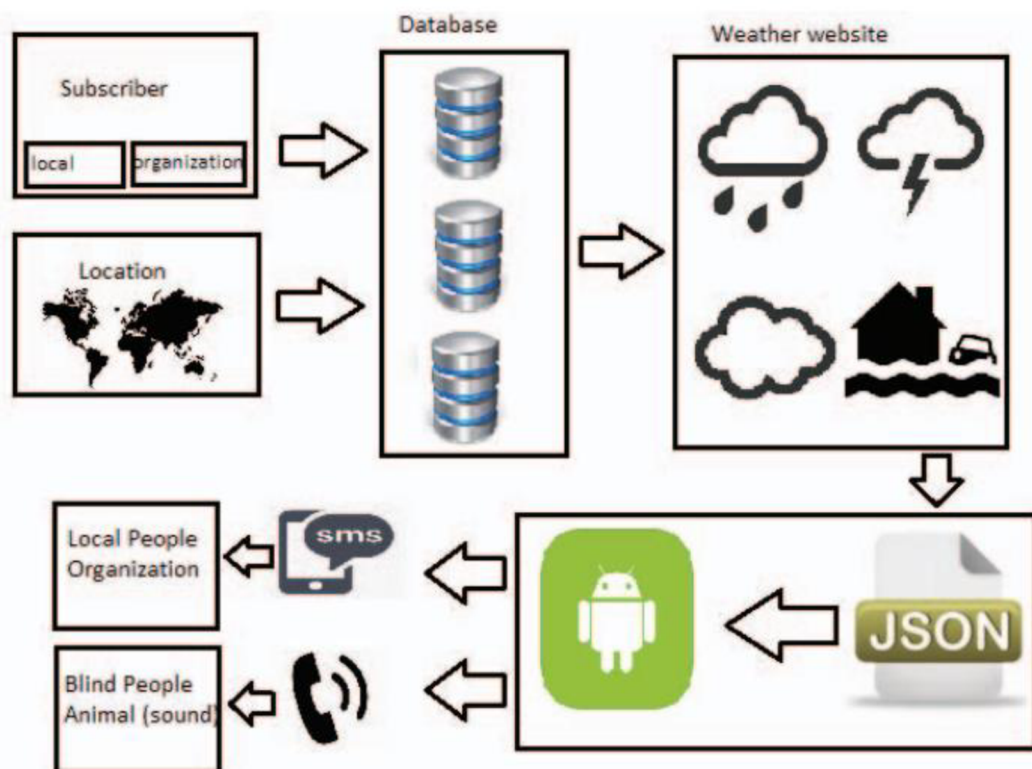 Database
Weather website
Subscriber
local
organization
Location
Local People
Organization
sms
JSON
Blind People
Animal (sound)